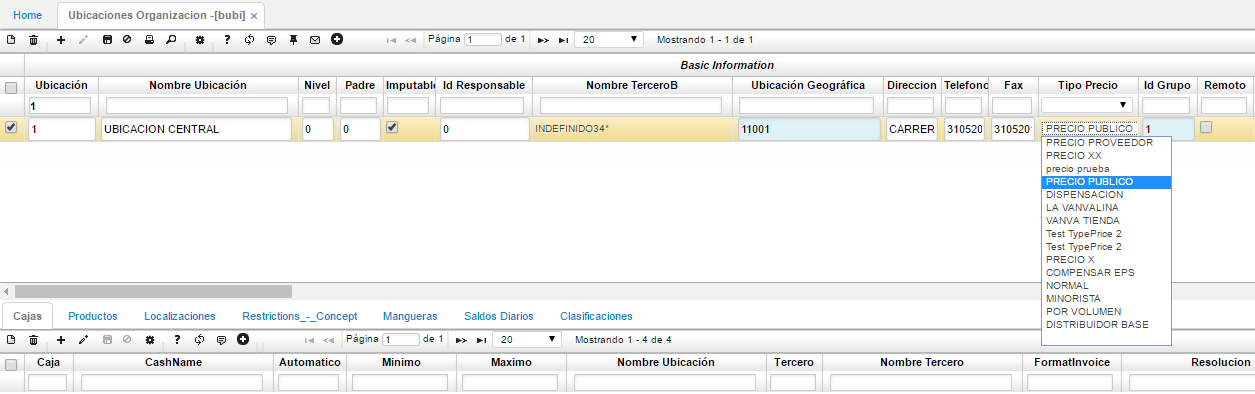 Home Ubicaciones Organizacion -[bubi] ×
Página 1 de 1 20 Mostrando 1 - 1 de 1
Basic Information
Ubicación Nombre Ubicación Nivel Padre Imputable Id Responsable Nombre TerceroB Ubicación Geográfica Direccion Telefono Fax Tipo Precio Id Grupo Remoto
1
1 UBICACION CENTRAL 0 0 0 INDEFINIDO34* 11001 CARRER 310520 310520 PRECIO PUBLICO 1
PRECIO PROVEEDOR
PRECIO XX
precio prueba
PRECIO PUBLICO
DISPENSACION
LA VANVALINA
VANVA TIENDA
Test TypePrice 2
Test TypePrice 2
PRECIO X
COMPENSAR EPS
NORMAL
MINORISTA
POR VOLUMEN
DISTRIBUIDOR BASE
Cajas Productos Localizaciones Restrictions_-_Concept Mangueras Saldos Diarios Clasificaciones
Página 1 de 1 20 Mostrando 1 - 4 de 4
Caja CashName Automatico Minimo Maximo Nombre Ubicación Tercero Nombre Tercero FormatInvoice Resolucion